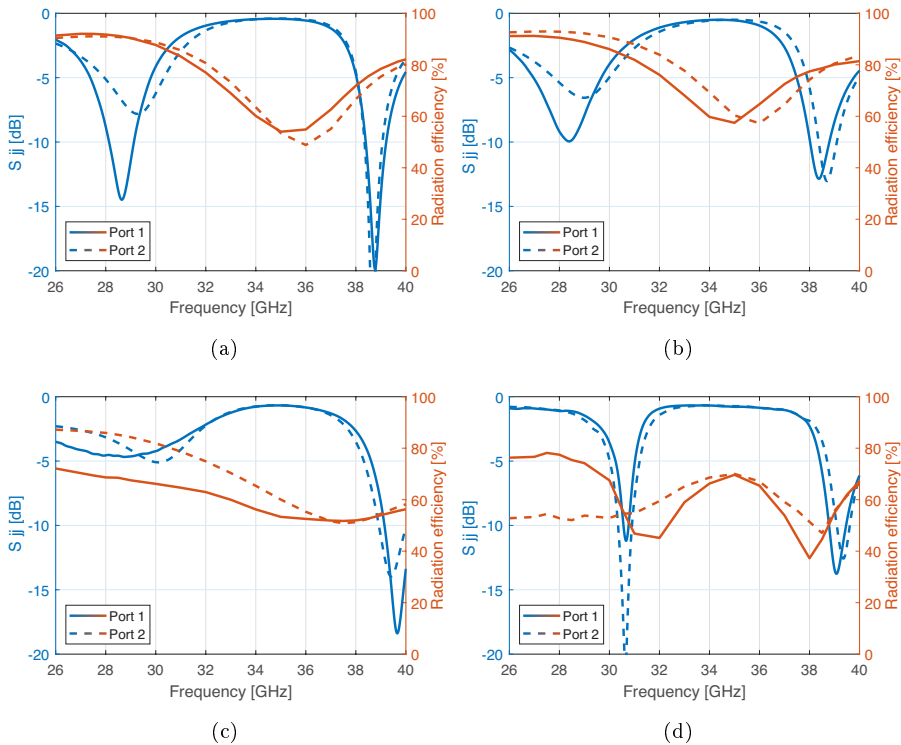 0
-5
-10
-15
-20
S jj [dB]
100
80
60
40
20
0
Radiation efficiency [%]
Port 1
Port 2
26 28 30 32 34 36 38 40
Frequency [GHz]
(a)
0
-5
-10
-15
-20
S jj [dB]
100
80
60
40
20
0
Radiation efficiency [%]
Port 1
Port 2
26 28 30 32 34 36 38 40
Frequency [GHz]
(b)
0
-5
-10
-15
-20
S jj [dB]
100
80
60
40
20
0
Radiation efficiency [%]
Port 1
Port 2
26 28 30 32 34 36 38 40
Frequency [GHz]
(c)
0
-5
-10
-15
-20
S jj [dB]
100
80
60
40
20
0
Radiation efficiency [%]
Port 1
Port 2
26 28 30 32 34 36 38 40
Frequency [GHz]
(d)